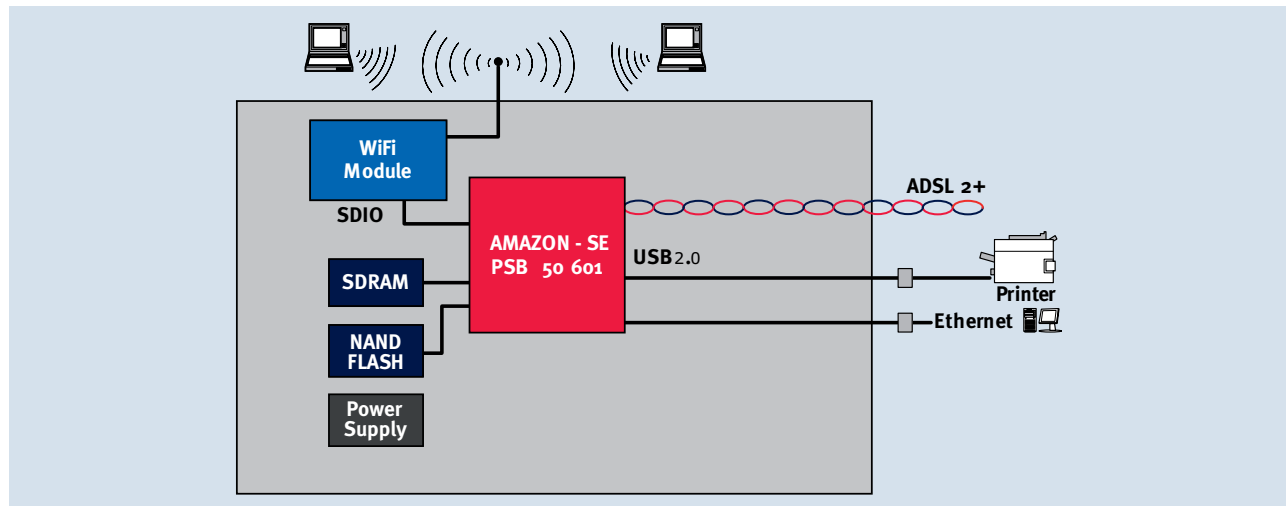 WiFi
Module
SDIO
AMAZON - SE
PSB 50 601
ADSL 2+
USB2.0
SDRAM
Printer
Ethernet
NAND
FLASH
Power
Supply